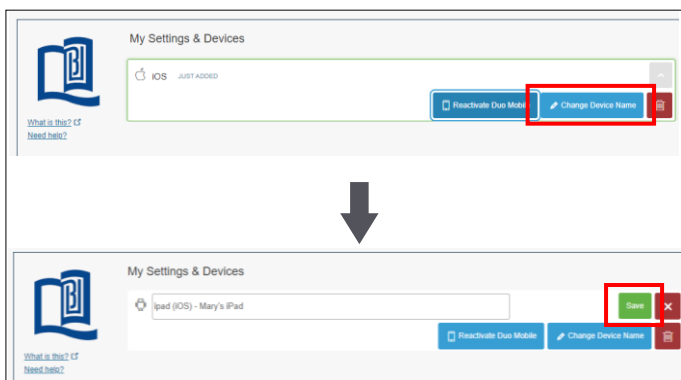 My Settings & Devices
iOS JUST ADDED
Reactivate Duo Mobile Change Device Name
What is this?
Need help?
My Settings & Devices
ipad (iOS) - Mary's iPad Save
Reactivate Duo Mobile Change Device Name
What is this?
Need help?